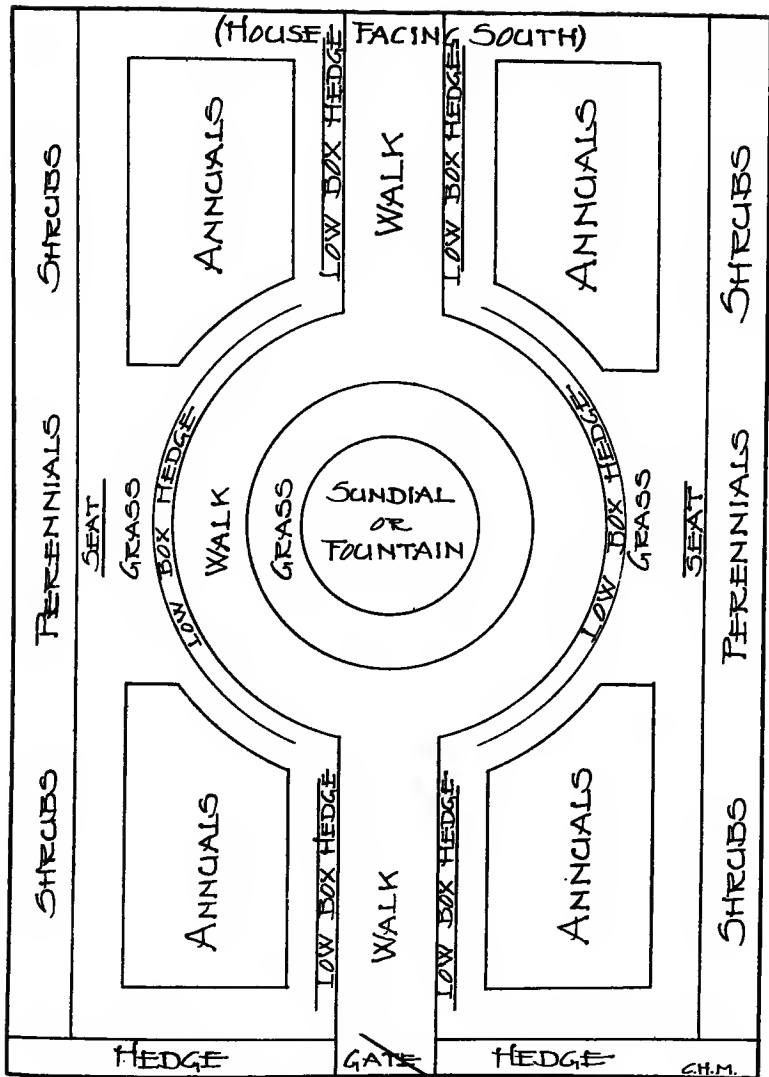 (HOUSE FACING SOUTH)
SHRUBS
ANNUALS
LOW BOX HEDGE
WALK
LOW BOX HEDGE
ANNUALS
SHRUBS
PERENNIALS
SEAT
GRASS
LOW BOX HEDGE
WALK
GRASS
SUNDIAL
OR
FOUNTAIN
LOW BOX HEDGE
GRASS
SEAT
PERENNIALS
SHRUBS
ANNUALS
LOW BOX HEDGE
WALK
LOW BOX HEDGE
ANNUALS
SHRUBS
HEDGE
GATE
HEDGE
C.H.M.